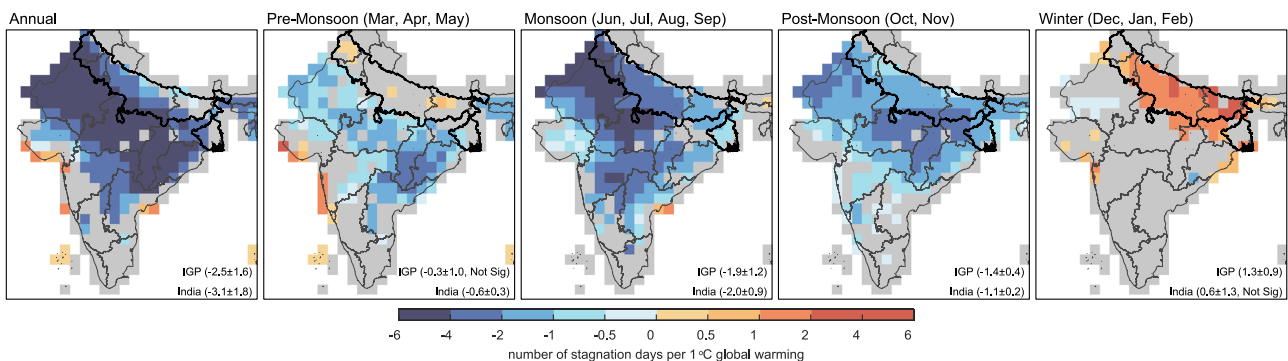 Annual
IGP (-2.5±1.6)
India (-3.1±1.8)
Pre-Monsoon (Mar, Apr, May)
IGP (-0.3±1.0, Not Sig)
India (-0.6±0.3)
Monsoon (Jun, Jul, Aug, Sep)
IGP (-1.9±1.2)
India (-2.0±0.9)
Post-Monsoon (Oct, Nov)
IGP (-1.4±0.4)
India (-1.1±0.2)
Winter (Dec, Jan, Feb)
IGP (1.3±0.9)
India (0.6±1.3, Not Sig)
-6 -4 -2 -1 -0.5 0 0.5 1 2 4 6
number of stagnation days per 1 °C global warming